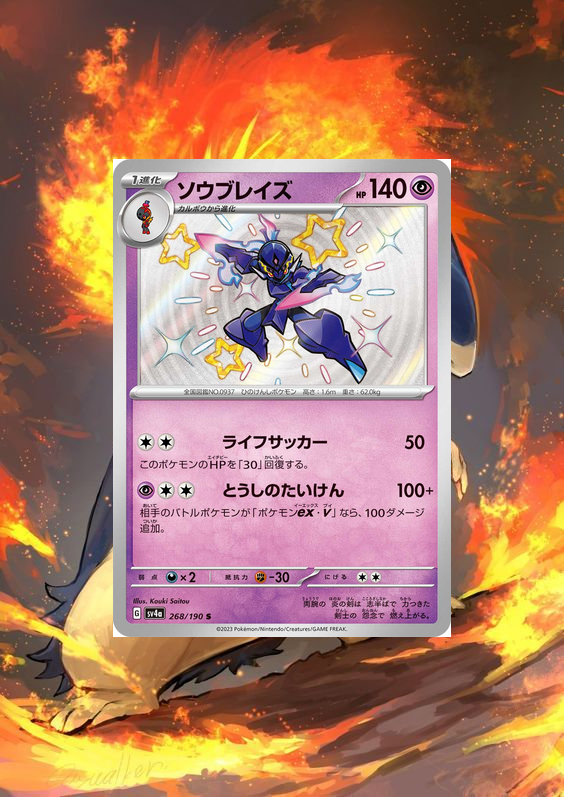 1進化
ソウブレイズ
HP 140
カルボウから進化
全国図鑑NO.0937 ひのけんしポケモン 高さ:1.6m 重さ:62.0kg
ライフサッカー 50
このポケモンのHPを「30」回復する。
とうしのたいけん 100+
相手のバトルポケモンが「ポケモンex・V」なら、100ダメージ
追加。
弱点 ×2 抵抗力 -30 にげる
Illus. Kouki Saitou
G sv4a 268/190 S
両腕の 炎の剣は 志半ばで 力つきた
剣士の 怨念で 燃え上がる。
©2023 Pokémon/Nintendo/Creatures/GAME FREAK.